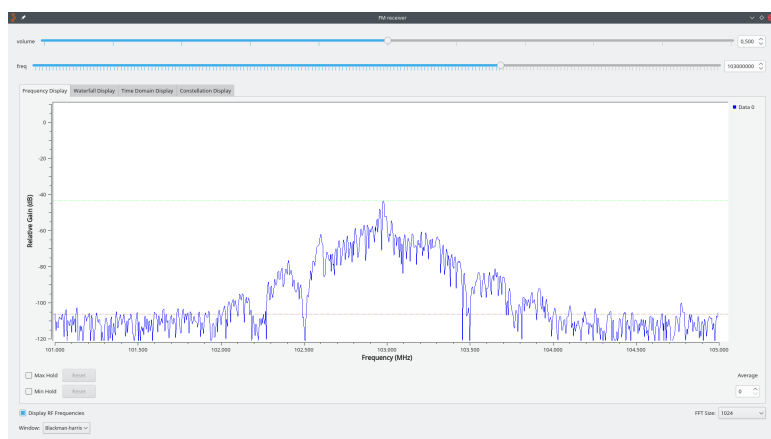 FM receiver
volume 0,500
freq 103000000
Frequency Display Waterfall Display Time Domain Display Constellation Display
Data 0
0
-20
-40
-60
-80
-100
-120
Relative Gain (dB)
101.000 101.500 102.000 102.500 103.000 103.500 104.000 104.500 105.000
Frequency (MHz)
Max Hold Reset Average
Min Hold Reset 0
Display RF Frequencies FFT Size: 1024
Window: Blackman-harris